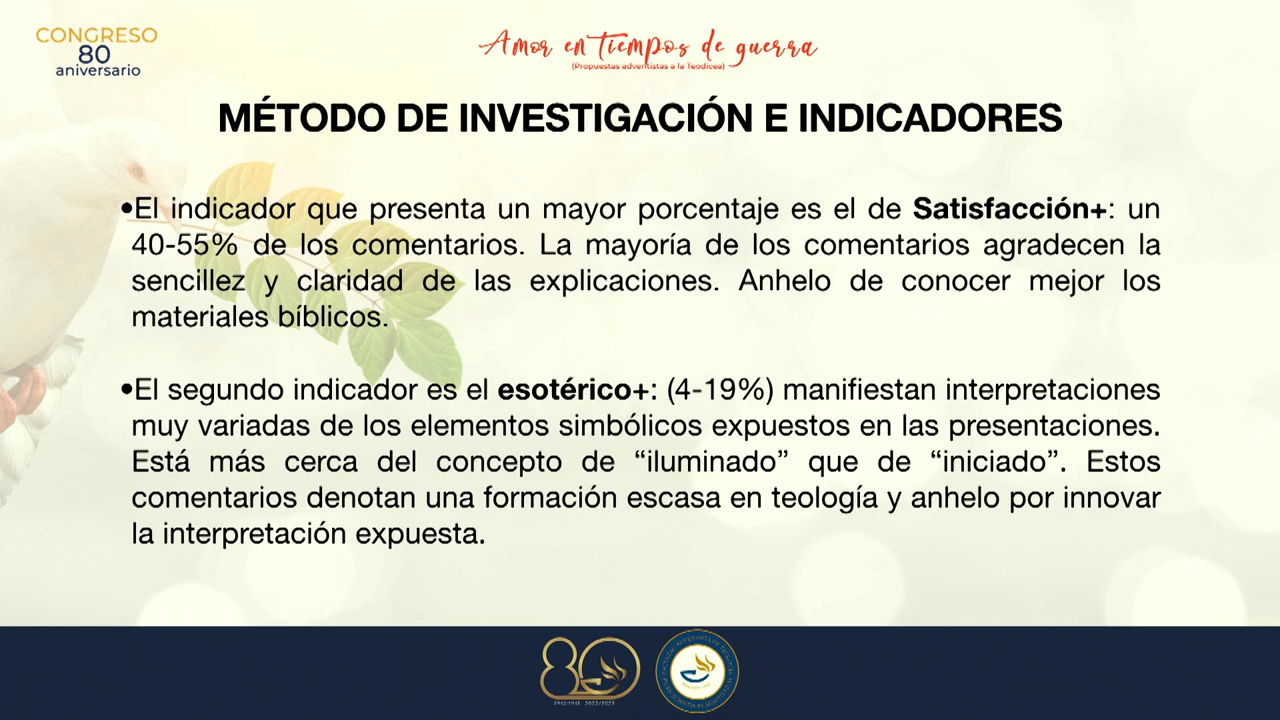 CONGRESO
80
aniversario
Amor en Tiempos de guerra
(Propuestas adventistas a la Teodicea)
MÉTODO DE INVESTIGACIÓN E INDICADORES
•El indicador que presenta un mayor porcentaje es el de Satisfacción+: un
40-55% de los comentarios. La mayoría de los comentarios agradecen la
sencillez y claridad de las explicaciones. Anhelo de conocer mejor los
materiales bíblicos.
•El segundo indicador es el esotérico+: (4-19%) manifiestan interpretaciones
muy variadas de los elementos simbólicos expuestos en las presentaciones.
Está más cerca del concepto de “iluminado” que de “iniciado”. Estos
comentarios denotan una formación escasa en teología y anhelo por innovar
la interpretación expuesta.
80